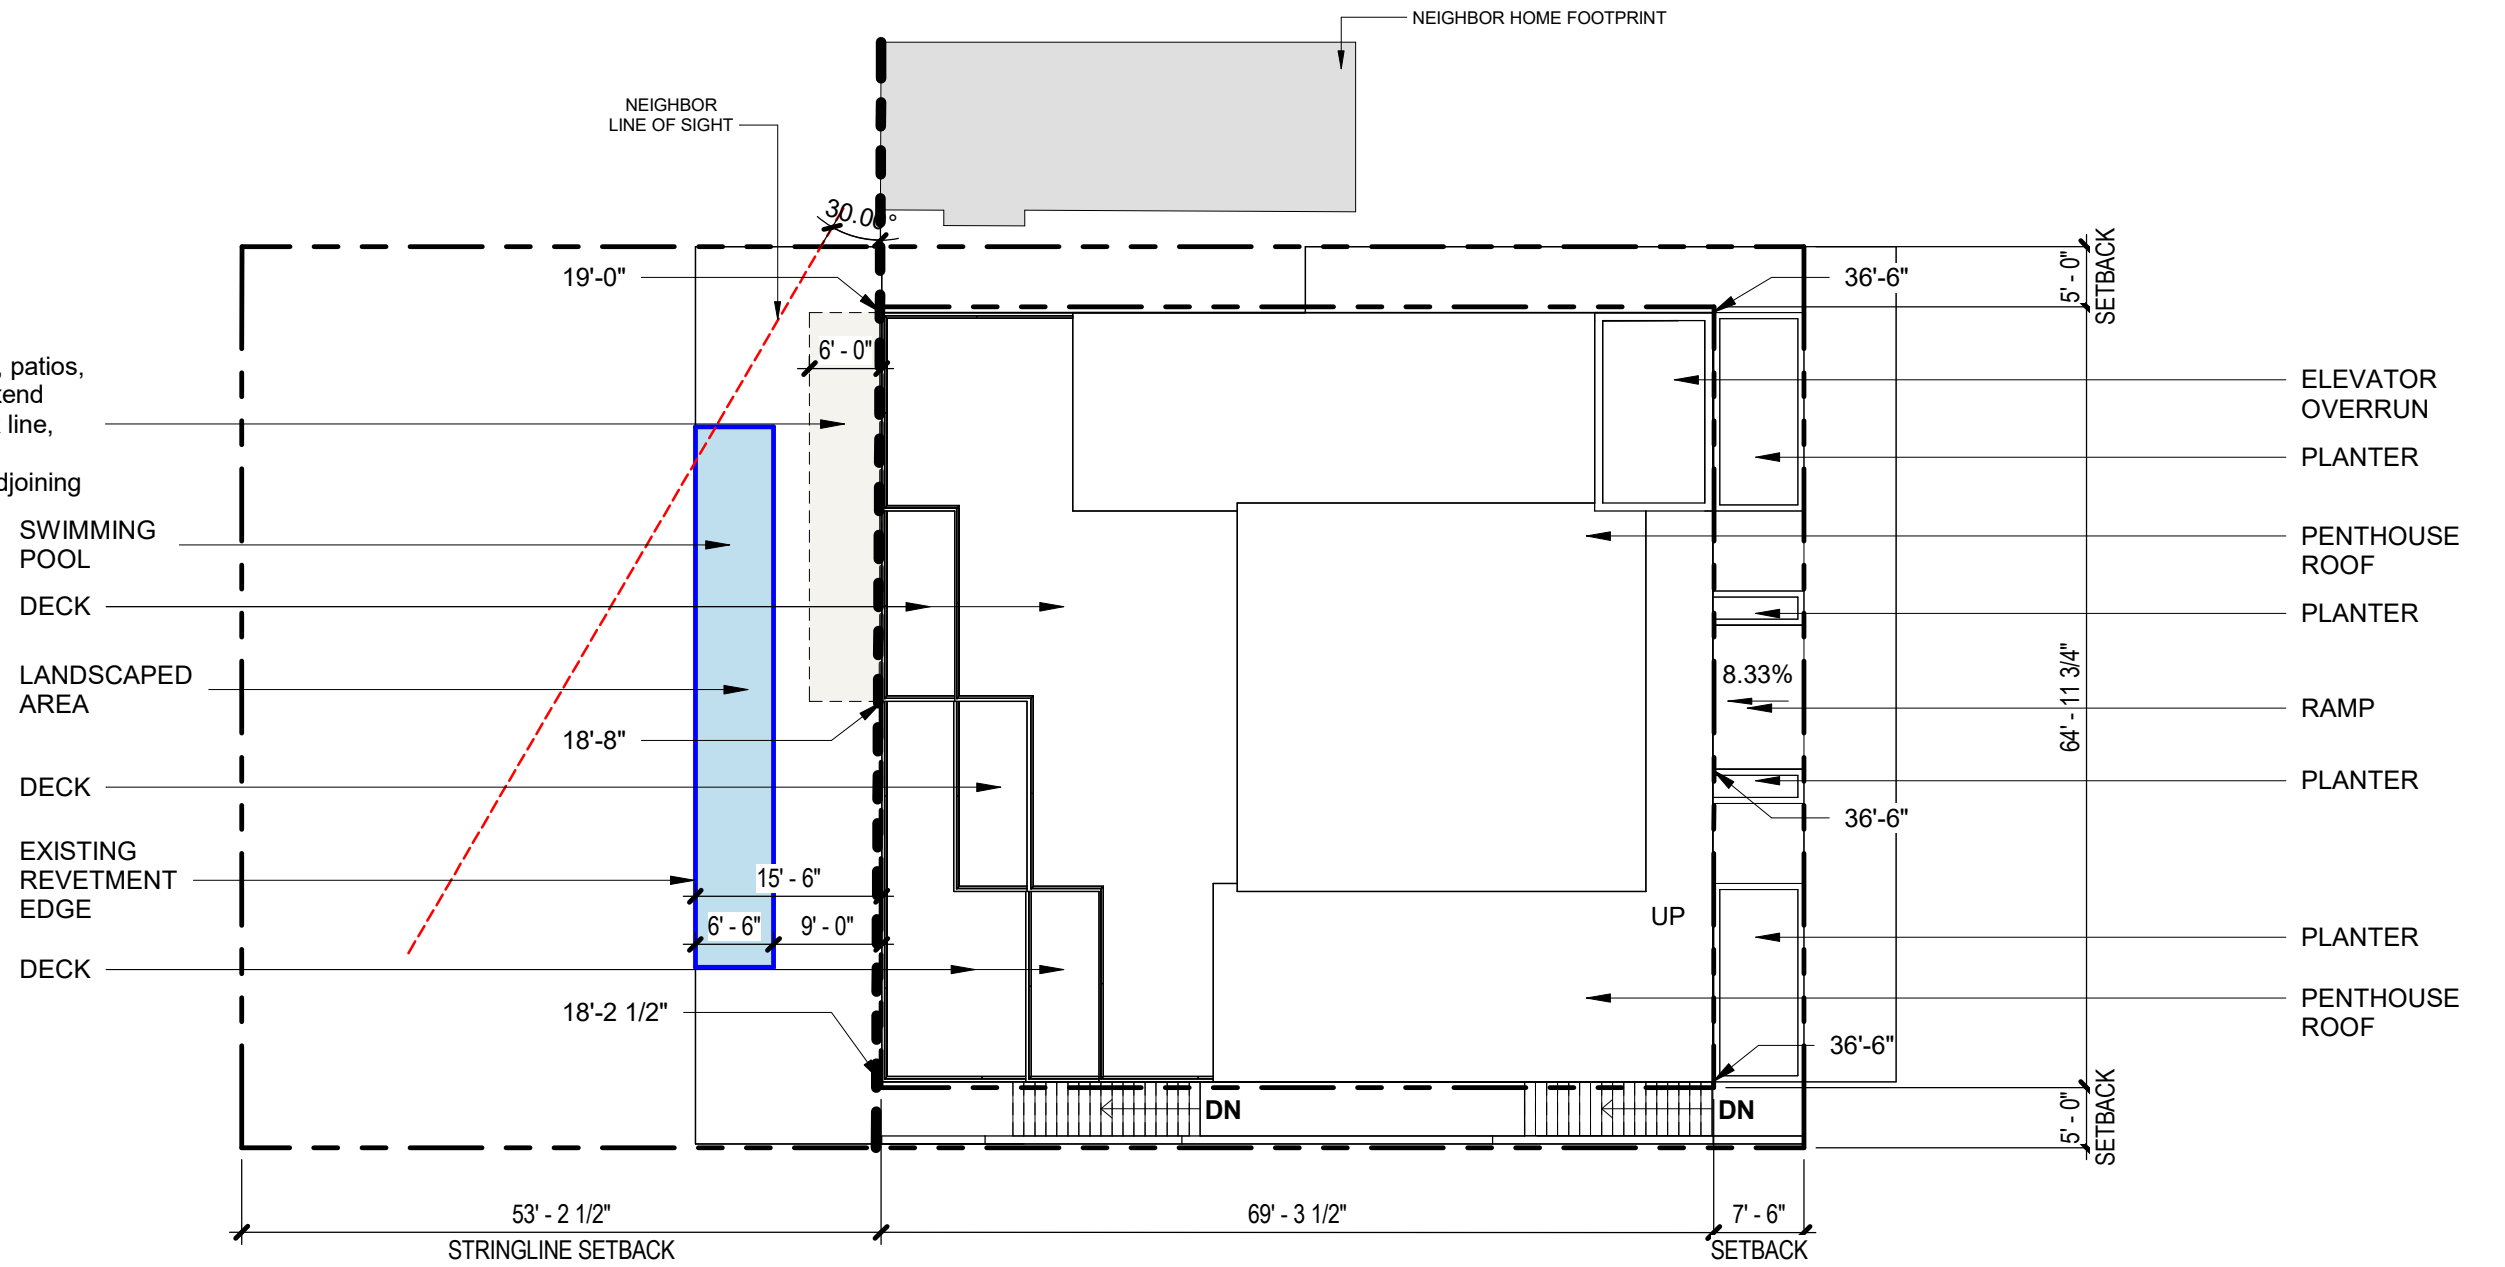 NEIGHBOR HOME FOOTPRINT
NEIGHBOR
LINE OF SIGHT
19'-0"
36'-6"
5' - 0"
SETBACK
6' - 0"
, patios,
tend
line,
djoining
SWIMMING
POOL
DECK
LANDSCAPED
AREA
18'-8"
DECK
EXISTING
REVETMENT
EDGE
15' - 6"
6' - 6"
9' - 0"
DECK
18'-2 1/2"
ELEVATOR
OVERRUN
PLANTER
PENTHOUSE
ROOF
PLANTER
8.33%
RAMP
64' - 11 3/4"
PLANTER
36'-6"
UP
PLANTER
PENTHOUSE
ROOF
36'-6"
DN
DN
5' - 0"
SETBACK
53' - 2 1/2"
STRINGLINE SETBACK
69' - 3 1/2"
7' - 6"
SETBACK